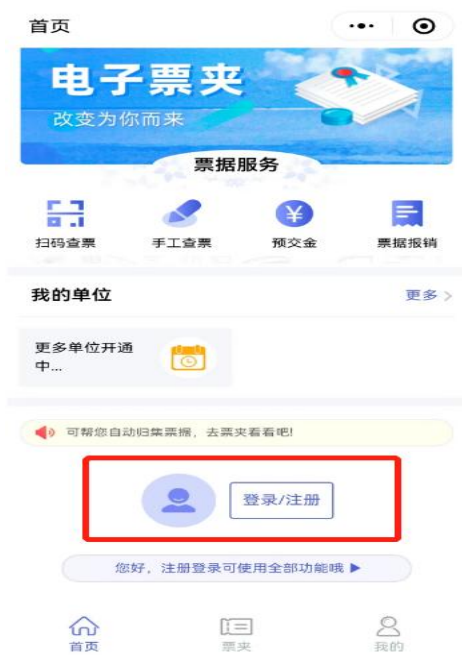 首页
电子票夹
改变为你而来
票据服务
扫码查票 手工查票 预交金 票据报销
我的单位 更多 >
更多单位开通
中...
可帮您自动归集票据，去票夹看看吧!
登录/注册
您好，注册登录可使用全部功能哦
首页 票夹 我的